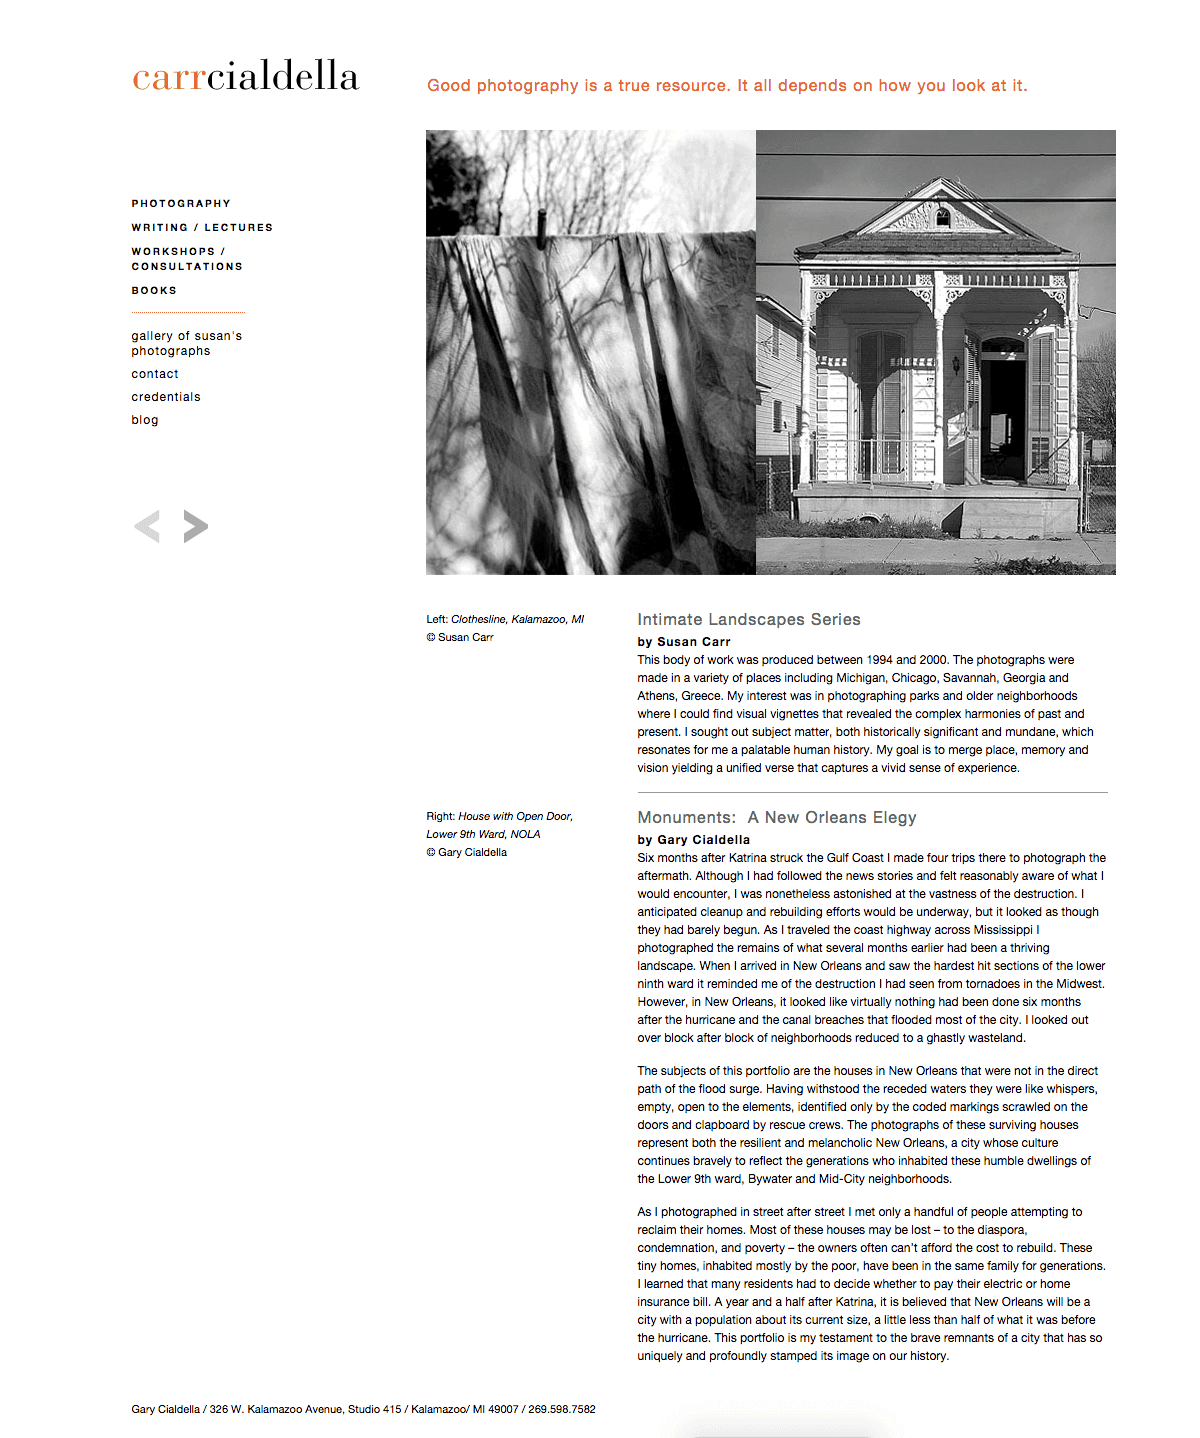 carrcialdella
Good photography is a true resource. It all depends on how you look at it.
PHOTOGRAPHY
WRITING / LECTURES
WORKSHOPS /
CONSULTATIONS
BOOKS
gallery of susan's
photographs
contact
credentials
blog
< >
Left: Clothesline, Kalamazoo, MI
© Susan Carr
Intimate Landscapes Series
by Susan Carr
This body of work was produced between 1994 and 2000. The photographs were
made in a variety of places including Michigan, Chicago, Savannah, Georgia and
Athens, Greece. My interest was in photographing parks and older neighborhoods
where I could find visual vignettes that revealed the complex harmonies of past and
present. I sought out subject matter, both historically significant and mundane, which
resonates for me a palatable human history. My goal is to merge place, memory and
vision yielding a unified verse that captures a vivid sense of experience.
Right: House with Open Door,
Lower 9th Ward, NOLA
© Gary Cialdella
Monuments:  A New Orleans Elegy
by Gary Cialdella
Six months after Katrina struck the Gulf Coast I made four trips there to photograph the
aftermath. Although I had followed the news stories and felt reasonably aware of what I
would encounter, I was nonetheless astonished at the vastness of the destruction. I
anticipated cleanup and rebuilding efforts would be underway, but it looked as though
they had barely begun. As I traveled the coast highway across Mississippi I
photographed the remains of what several months earlier had been a thriving
landscape. When I arrived in New Orleans and saw the hardest hit sections of the lower
ninth ward it reminded me of the destruction I had seen from tornadoes in the Midwest.
However, in New Orleans, it looked like virtually nothing had been done six months
after the hurricane and the canal breaches that flooded most of the city. I looked out
over block after block of neighborhoods reduced to a ghastly wasteland.
The subjects of this portfolio are the houses in New Orleans that were not in the direct
path of the flood surge. Having withstood the receded waters they were like whispers,
empty, open to the elements, identified only by the coded markings scrawled on the
doors and clapboard by rescue crews. The photographs of these surviving houses
represent both the resilient and melancholic New Orleans, a city whose culture
continues bravely to reflect the generations who inhabited these humble dwellings of
the Lower 9th ward, Bywater and Mid-City neighborhoods.
As I photographed in street after street I met only a handful of people attempting to
reclaim their homes. Most of these houses may be lost – to the diaspora,
condemnation, and poverty – the owners often can't afford the cost to rebuild. These
tiny homes, inhabited mostly by the poor, have been in the same family for generations.
I learned that many residents had to decide whether to pay their electric or home
insurance bill. A year and a half after Katrina, it is believed that New Orleans will be a
city with a population about its current size, a little less than half of what it was before
the hurricane. This portfolio is my testament to the brave remnants of a city that has so
uniquely and profoundly stamped its image on our history.
Gary Cialdella / 326 W. Kalamazoo Avenue, Studio 415 / Kalamazoo/ MI 49007 / 269.598.7582